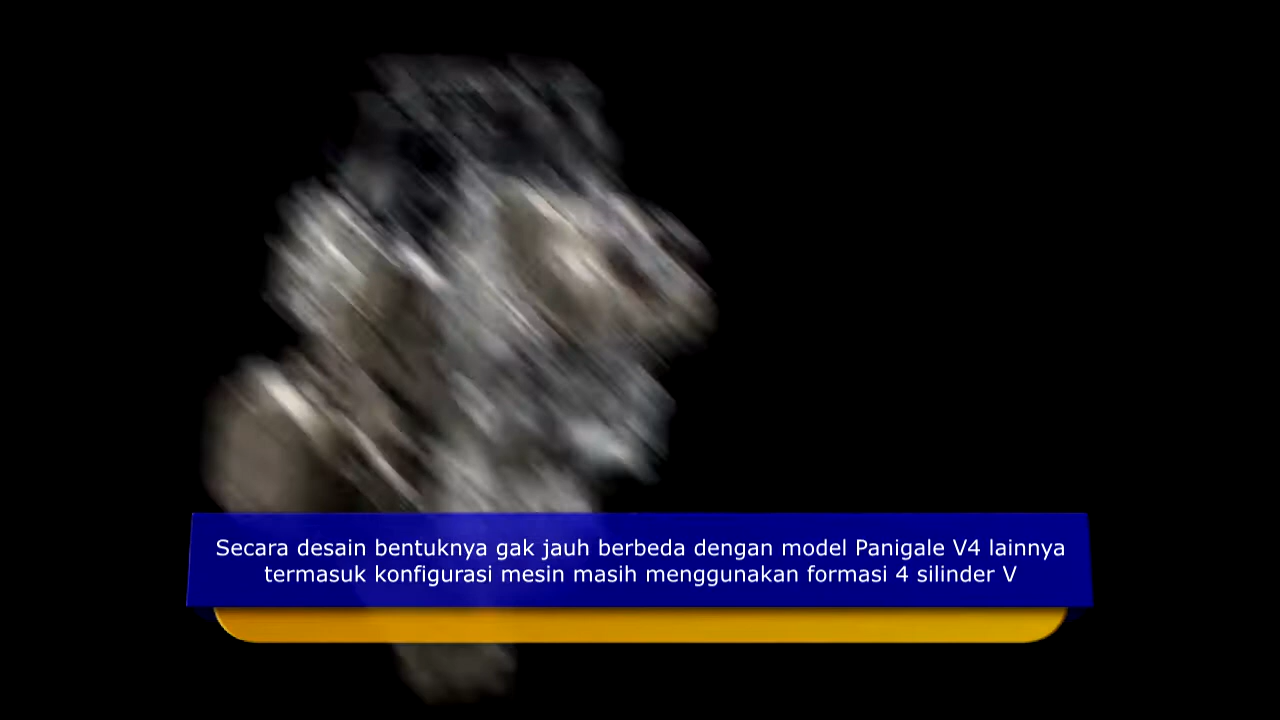 Secara desain bentuknya gak jauh berbeda dengan model Panigale V4 lainnya
termasuk konfigurasi mesin masih menggunakan formasi 4 silinder V